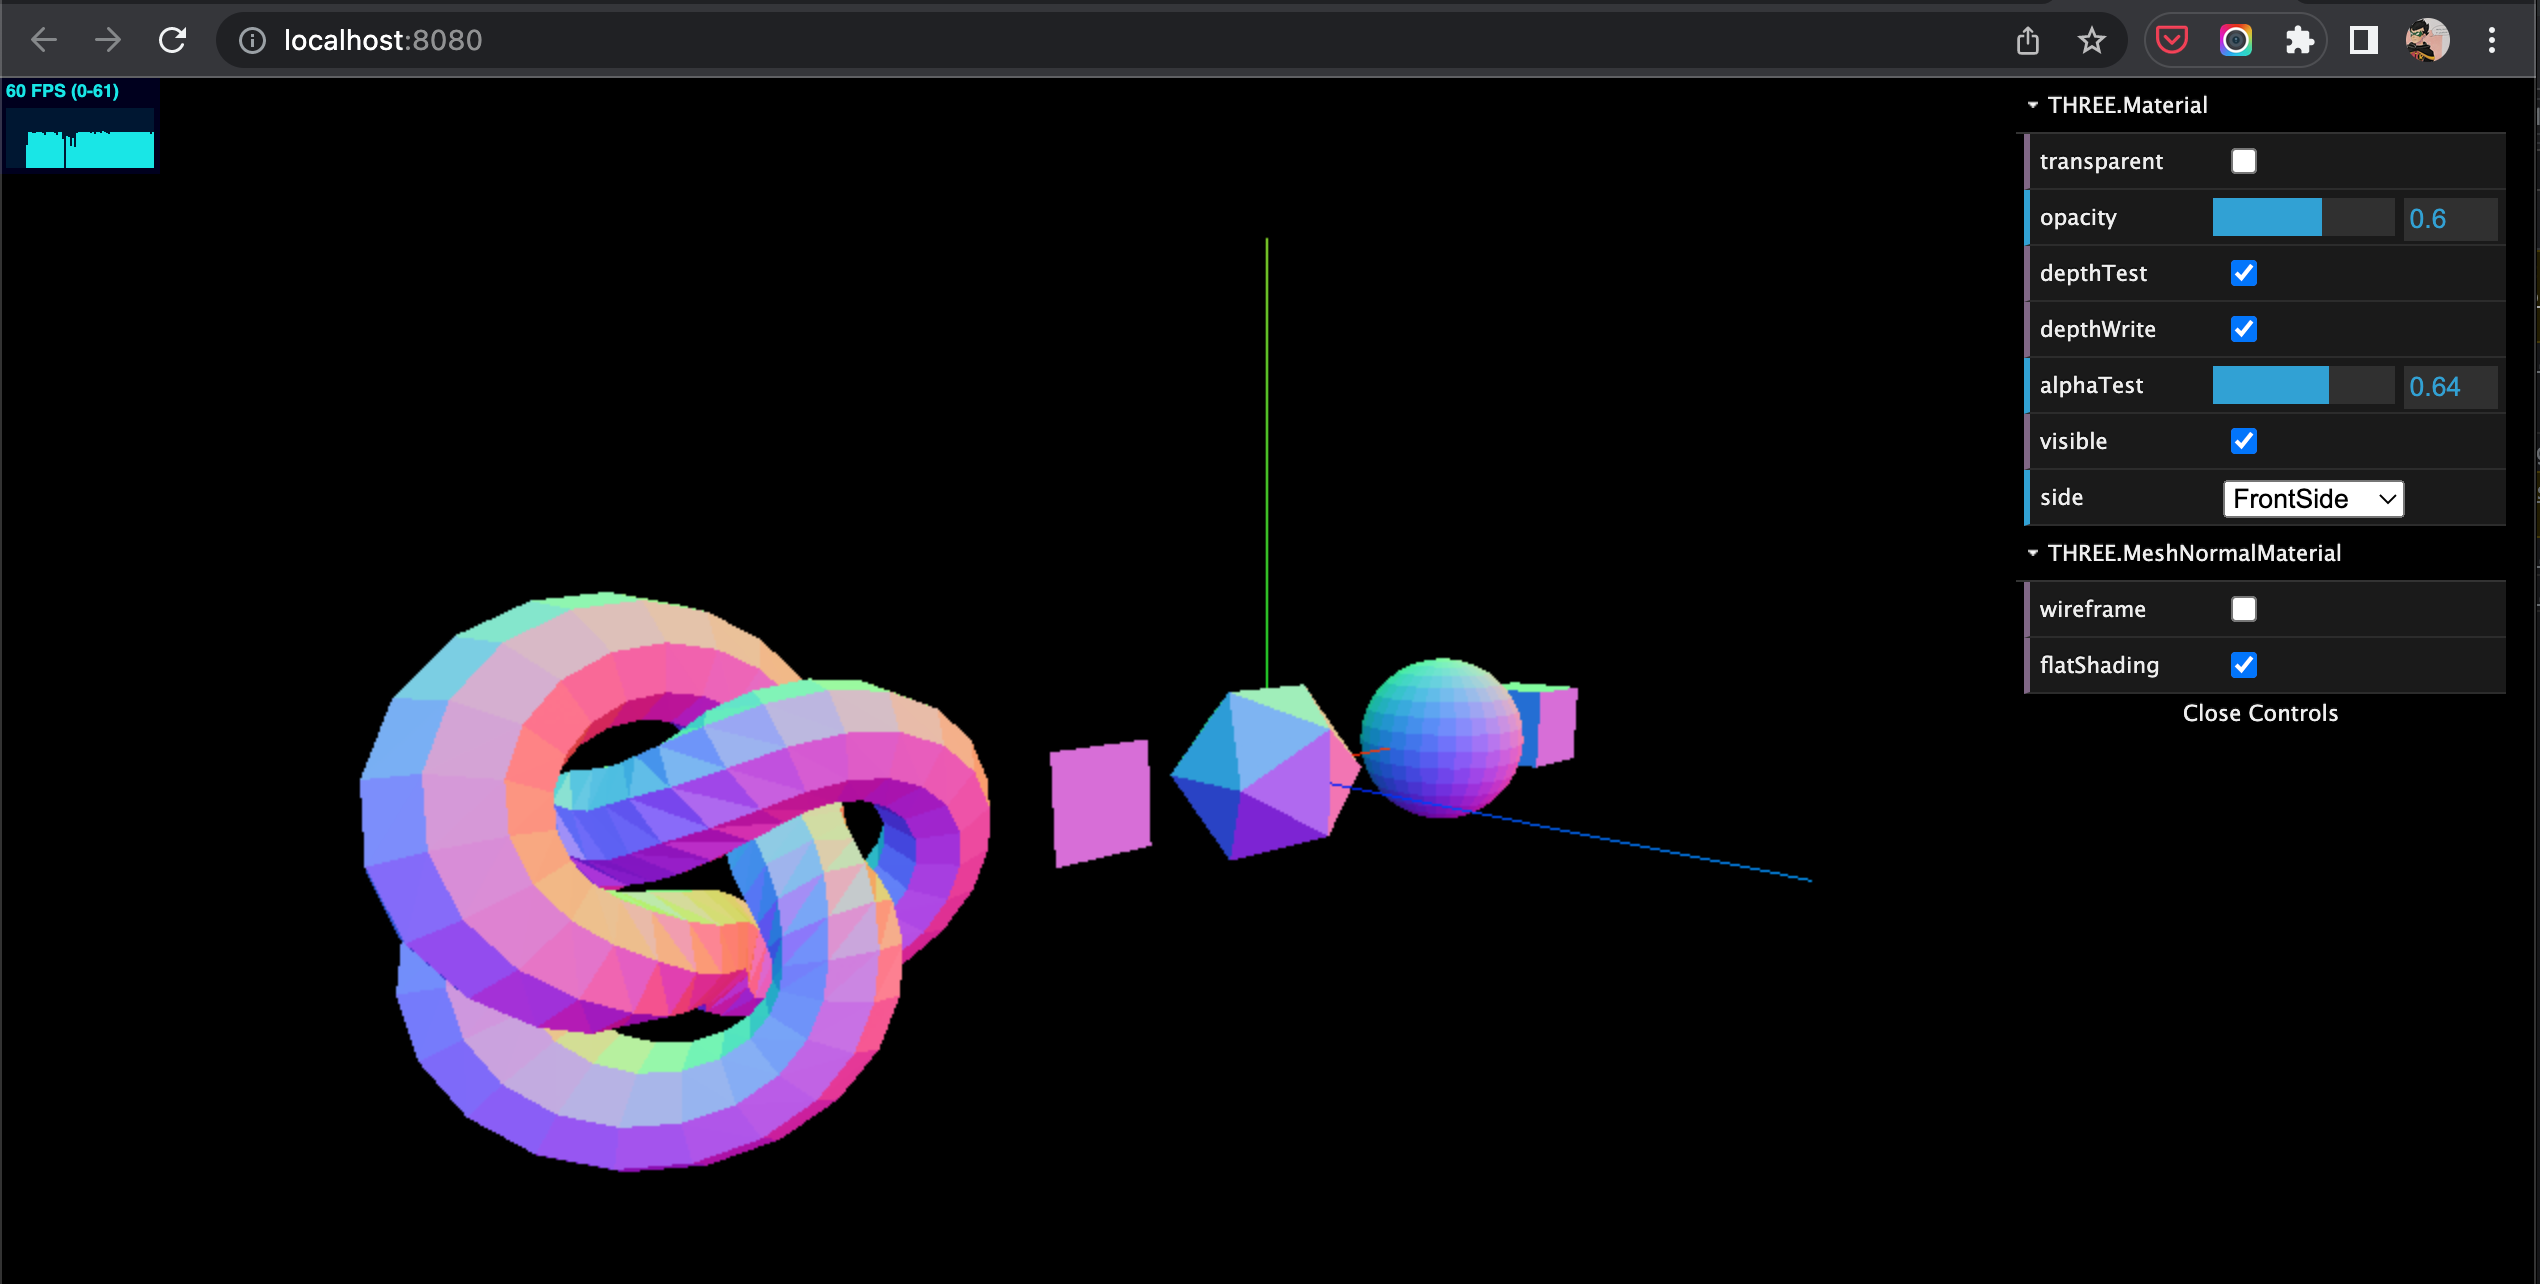 localhost:8080
60 FPS (0-61)
THREE.Material
transparent
opacity 0.6
depthTest
depthWrite
alphaTest 0.64
visible
side FrontSide
THREE.MeshNormalMaterial
wireframe
flatShading
Close Controls